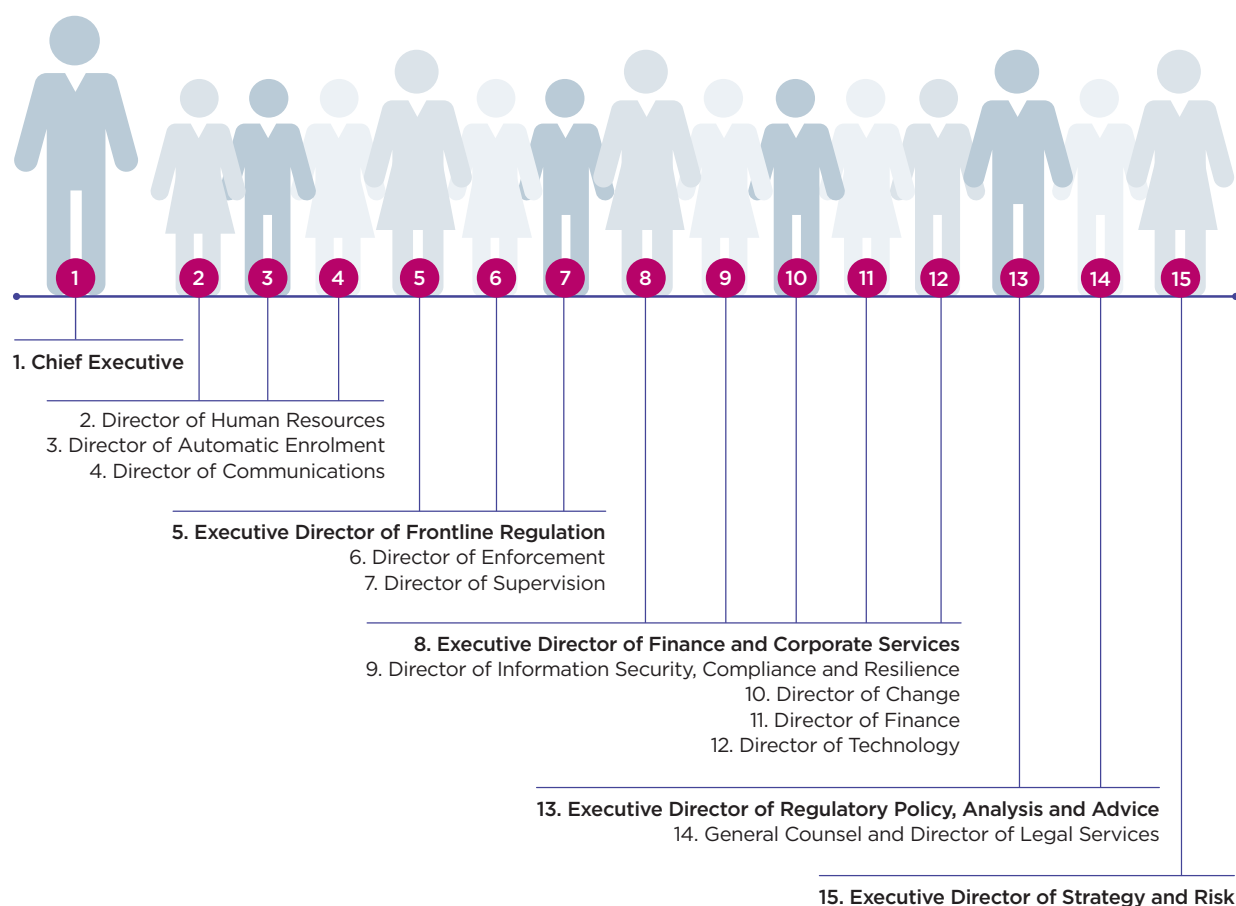 1 2 3 4 5 6 7 8 9 10 11 12 13 14 15
1. Chief Executive
2. Director of Human Resources
3. Director of Automatic Enrolment
4. Director of Communications
5. Executive Director of Frontline Regulation
6. Director of Enforcement
7. Director of Supervision
8. Executive Director of Finance and Corporate Services
9. Director of Information Security, Compliance and Resilience
10. Director of Change
11. Director of Finance
12. Director of Technology
13. Executive Director of Regulatory Policy, Analysis and Advice
14. General Counsel and Director of Legal Services
15. Executive Director of Strategy and Risk